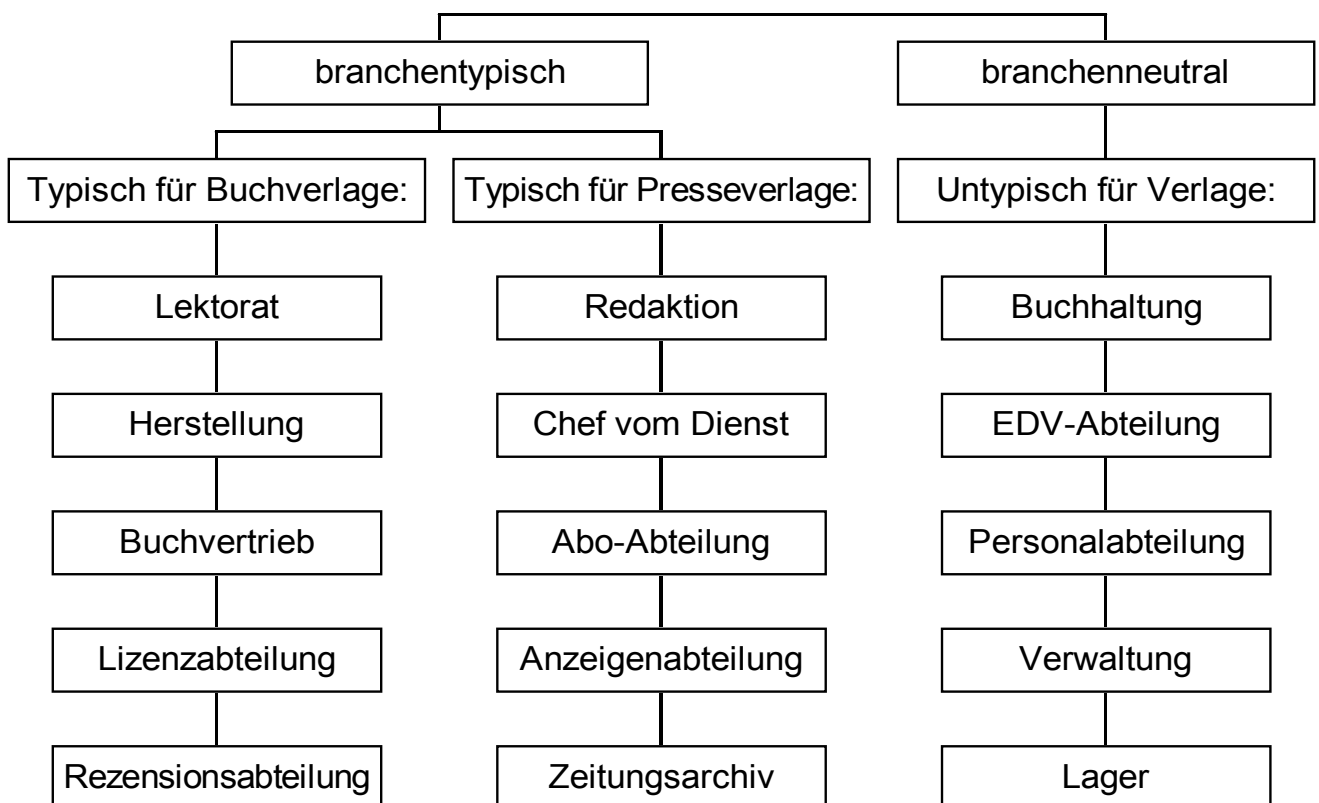 branchentypisch
branchenneutral
Typisch für Buchverlage:
Typisch für Presseverlage:
Untypisch für Verlage:
Lektorat
Redaktion
Buchhaltung
Herstellung
Chef vom Dienst
EDV-Abteilung
Buchvertrieb
Abo-Abteilung
Personalabteilung
Lizenzabteilung
Anzeigenabteilung
Verwaltung
Rezensionsabteilung
Zeitungsarchiv
Lager